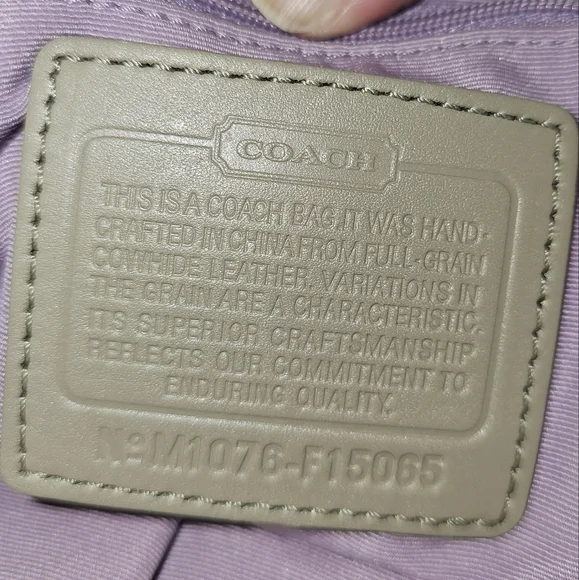 COACH
THIS IS A COACH BAG. IT WAS HAND-
CRAFTED IN CHINA FROM FULL-GRAIN
COWHIDE LEATHER. VARIATIONS IN
THE GRAIN ARE A CHARACTERISTIC.
ITS SUPERIOR CRAFTSMANSHIP
REFLECTS OUR COMMITMENT TO
ENDURING QUALITY.
No M1076-F15065